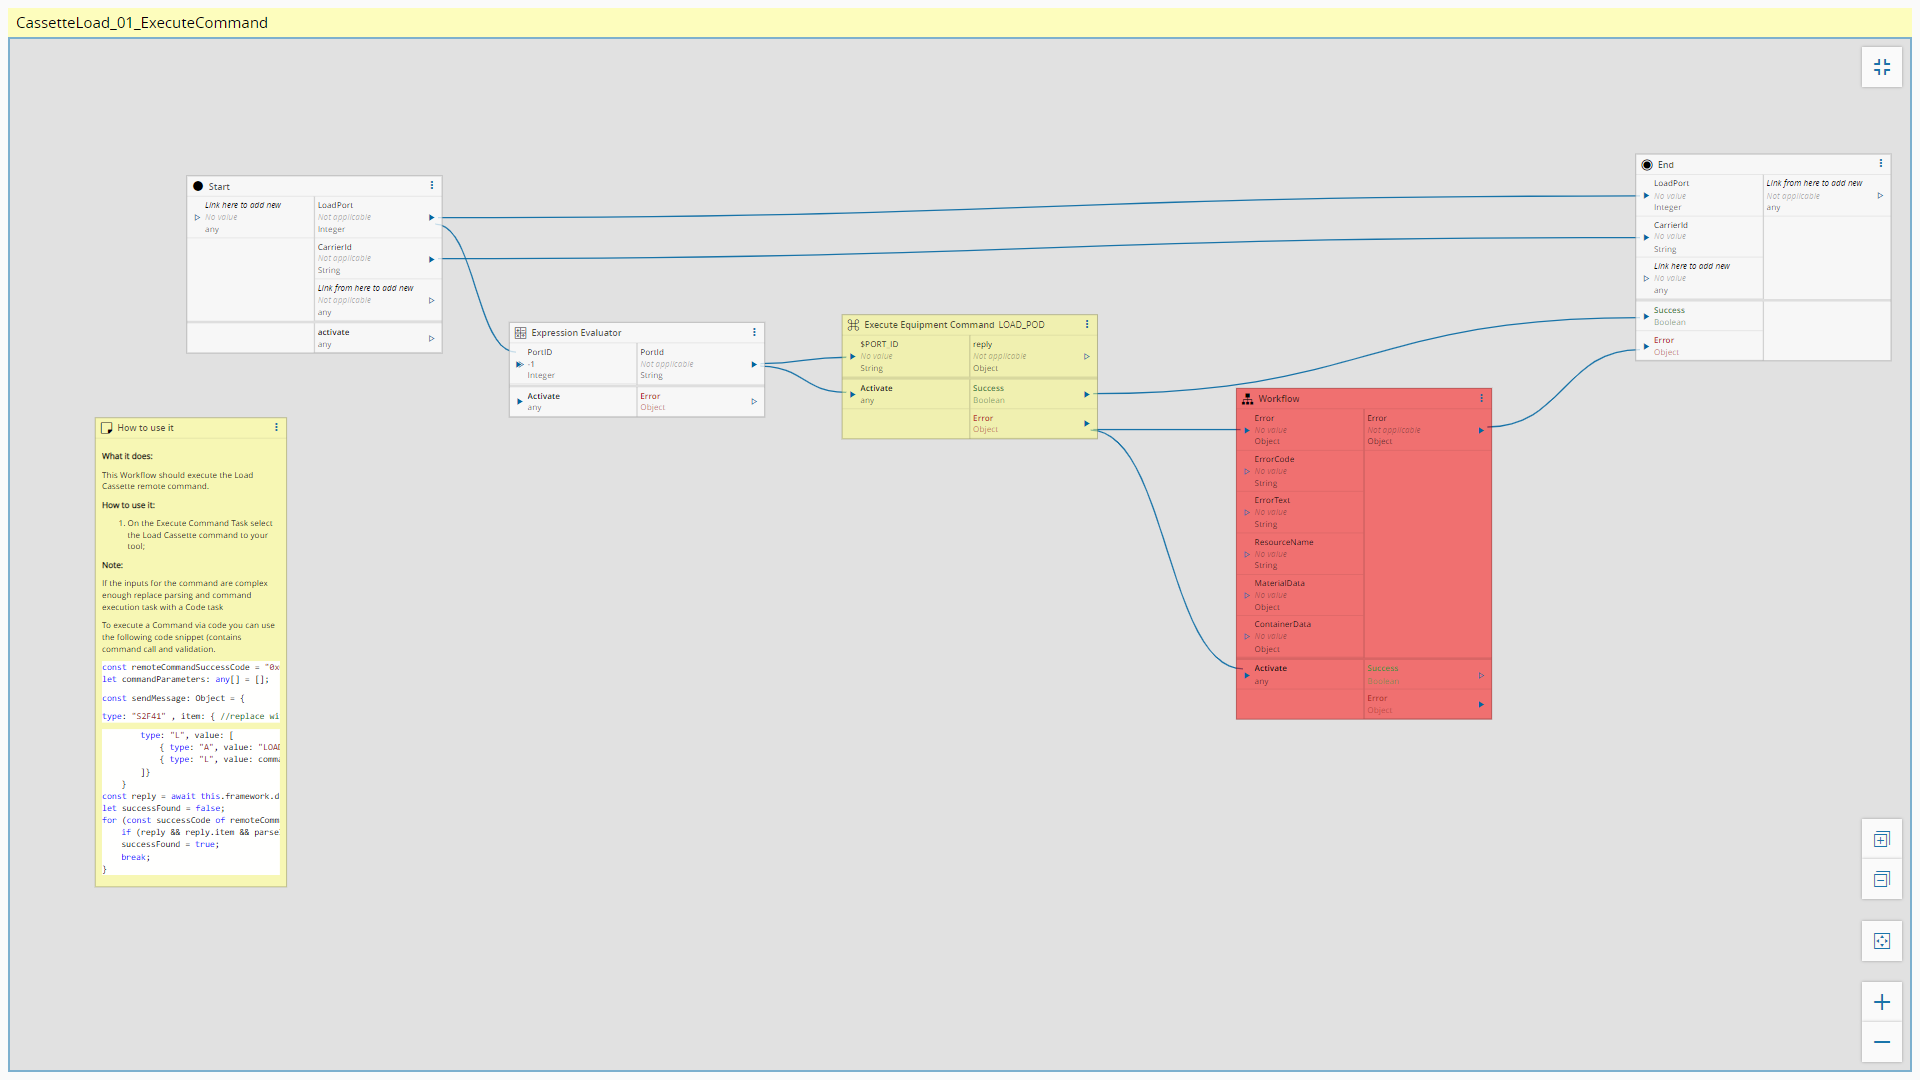 CassetteLoad_01_ExecuteCommand
Start
Link here to add new
No value
any
LoadPort
Not applicable
Integer
CarrierId
Not applicable
String
Link from here to add new
Not applicable
any
activate
any
Expression Evaluator
PortID
-1
Integer
PortId
Not applicable
String
Activate
any
Error
Object
Execute Equipment Command LOAD_POD
$PORT_ID
No value
String
reply
Not applicable
Object
Activate
any
Success
Boolean
Error
Object
Workflow
Error
No value
Object
Error
Not applicable
Object
ErrorCode
No value
String
ErrorText
No value
String
ResourceName
No value
String
MaterialData
No value
Object
ContainerData
No value
Object
Activate
any
Success
Boolean
Error
Object
End
LoadPort
No value
Integer
Link from here to add new
Not applicable
any
CarrierId
No value
String
Link here to add new
No value
any
Success
Boolean
Error
Object
How to use it
What it does:
This Workflow should execute the Load
Cassette remote command.
How to use it:
1. On the Execute Command Task select
the Load Cassette command to your
tool;
Note:
If the inputs for the command are complex
enough replace parsing and command
execution task with a Code task
To execute a Command via code you can use
the following code snippet (contains
command call and validation.
const remoteCommandSuccessCode = "0x
let commandParameters: any[] = [];
const sendMessage: Object = {
type: "S2F41" , item: { //replace wi
type: "L", value: [
{ type: "A", value: "LOAD
{ type: "L", value: comma
]}
}
const reply = await this.framework.d
let successFound = false;
for (const successCode of remoteComm
if (reply && reply.item && parse
successFound = true;
break;
}